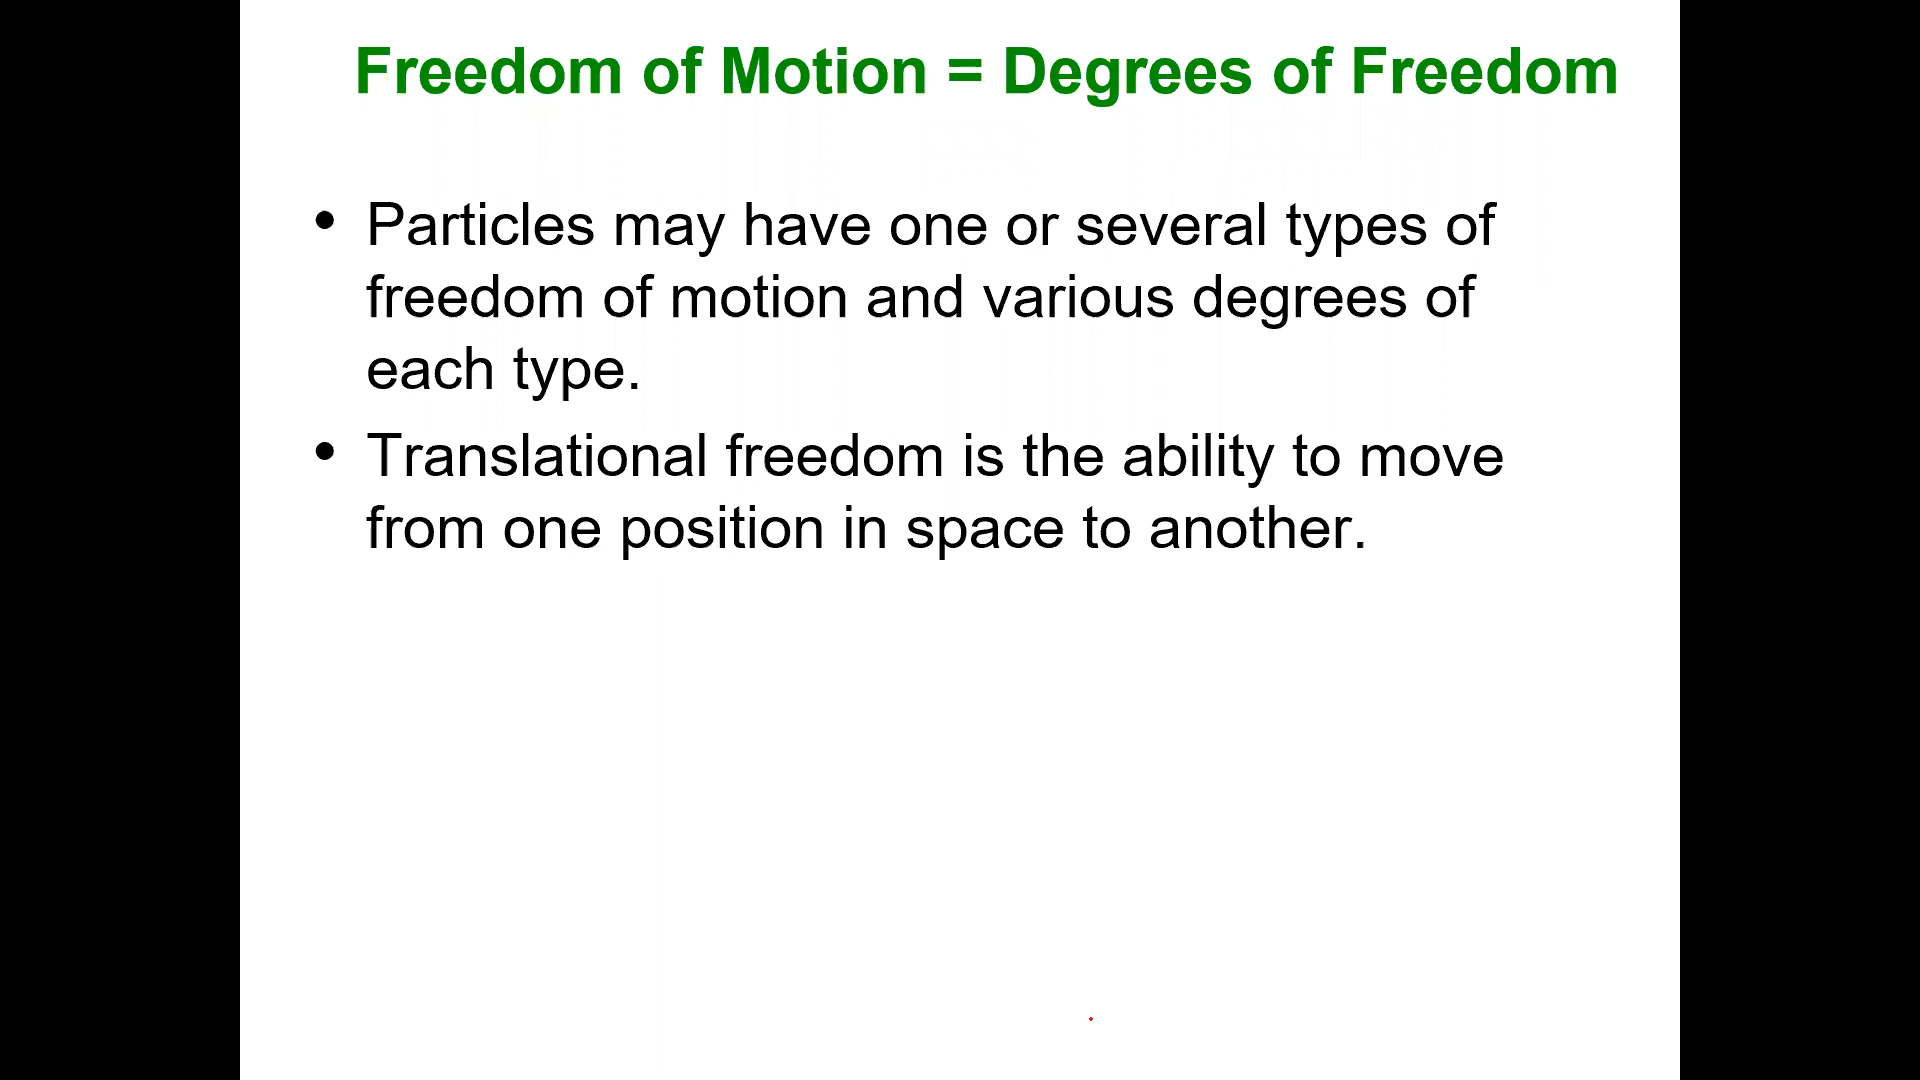 Freedom of Motion = Degrees of Freedom
• Particles may have one or several types of
freedom of motion and various degrees of
each type.
• Translational freedom is the ability to move
from one position in space to another.